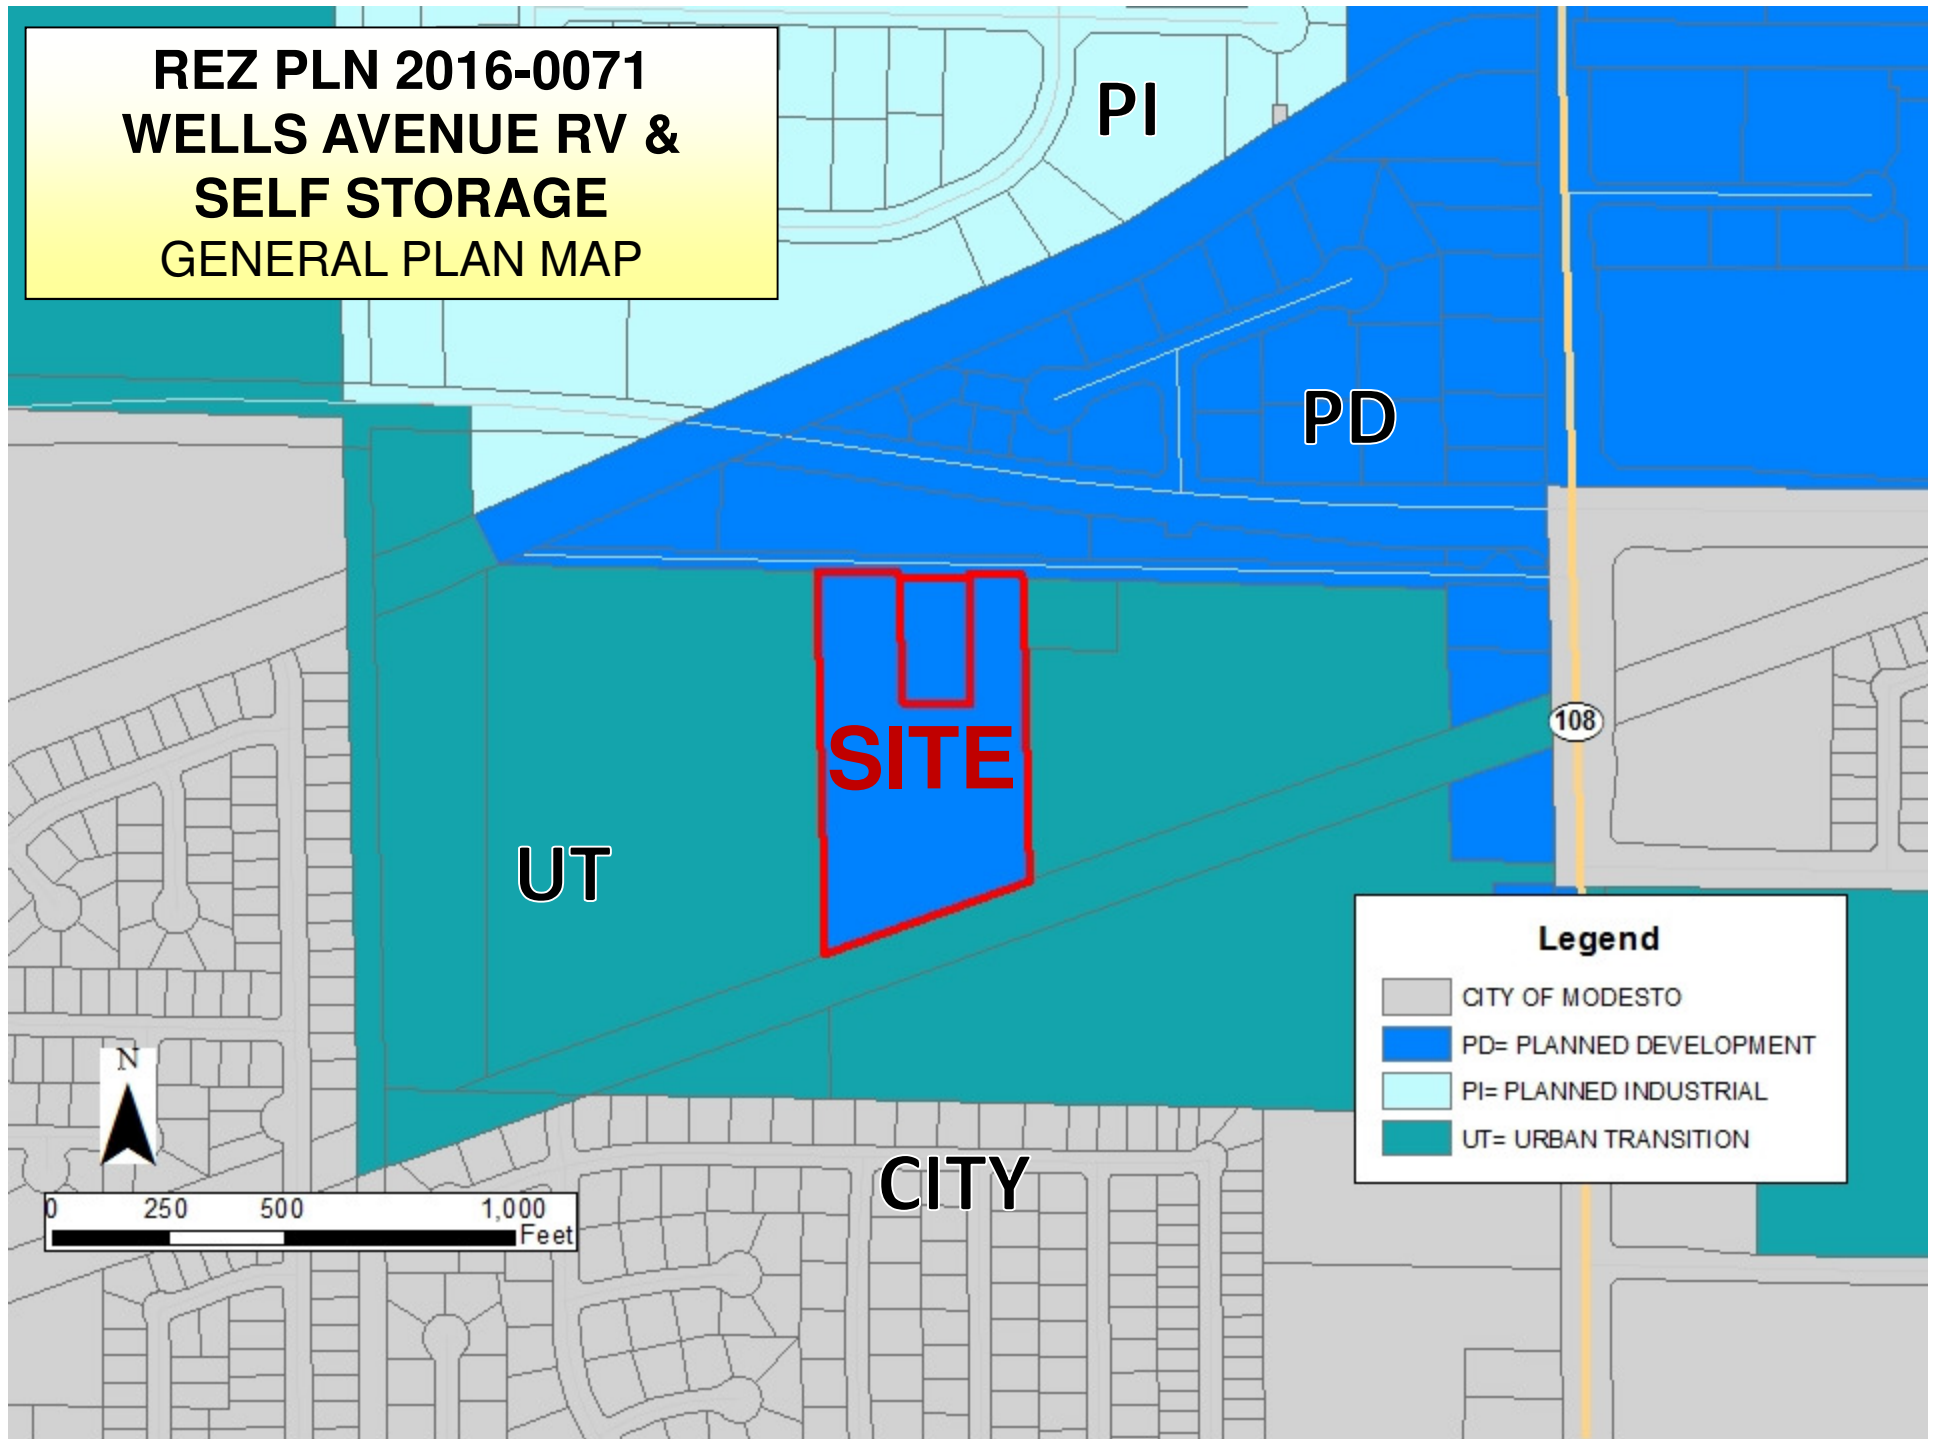 REZ PLN 2016-0071
WELLS AVENUE RV &
SELF STORAGE
GENERAL PLAN MAP
PI
PD
SITE
108
UT
CITY
Legend
CITY OF MODESTO
PD= PLANNED DEVELOPMENT
PI= PLANNED INDUSTRIAL
UT= URBAN TRANSITION
N
0 250 500 1,000
Feet